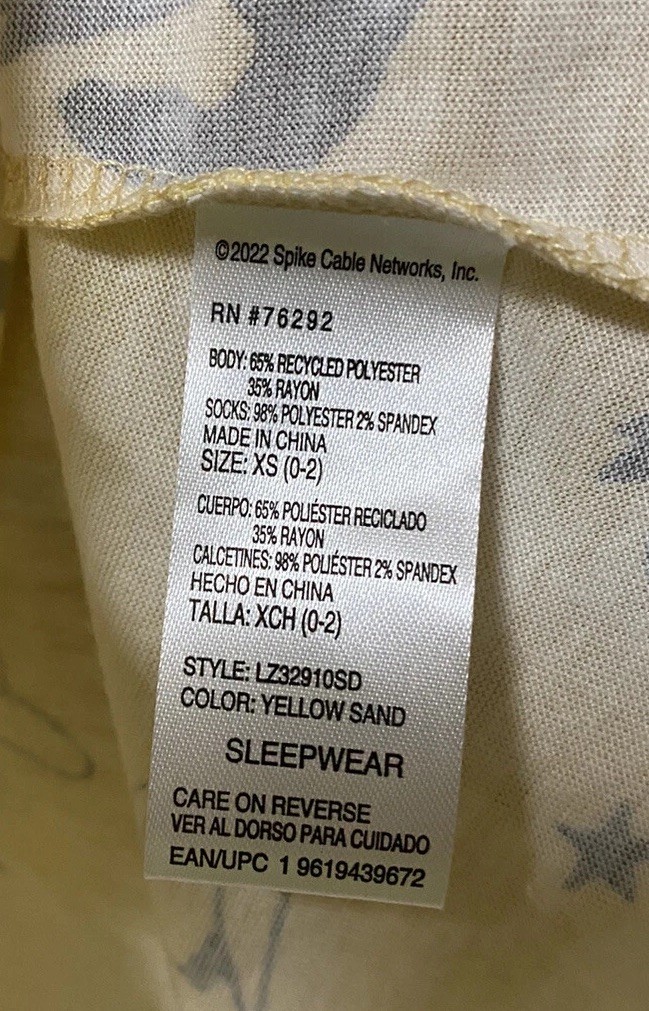 ©2022 Spike Cable Networks, Inc.
RN #76292
BODY: 65% RECYCLED POLYESTER
35% RAYON
SOCKS: 98% POLYESTER 2% SPANDEX
MADE IN CHINA
SIZE: XS (0-2)
CUERPO: 65% POLIÉSTER RECICLADO
35% RAYON
CALCETINES: 98% POLIÉSTER 2% SPANDEX
HECHO EN CHINA
TALLA: XCH (0-2)
STYLE: LZ32910SD
COLOR: YELLOW SAND
SLEEPWEAR
CARE ON REVERSE
VER AL DORSO PARA CUIDADO
EAN/UPC 1 9619439672